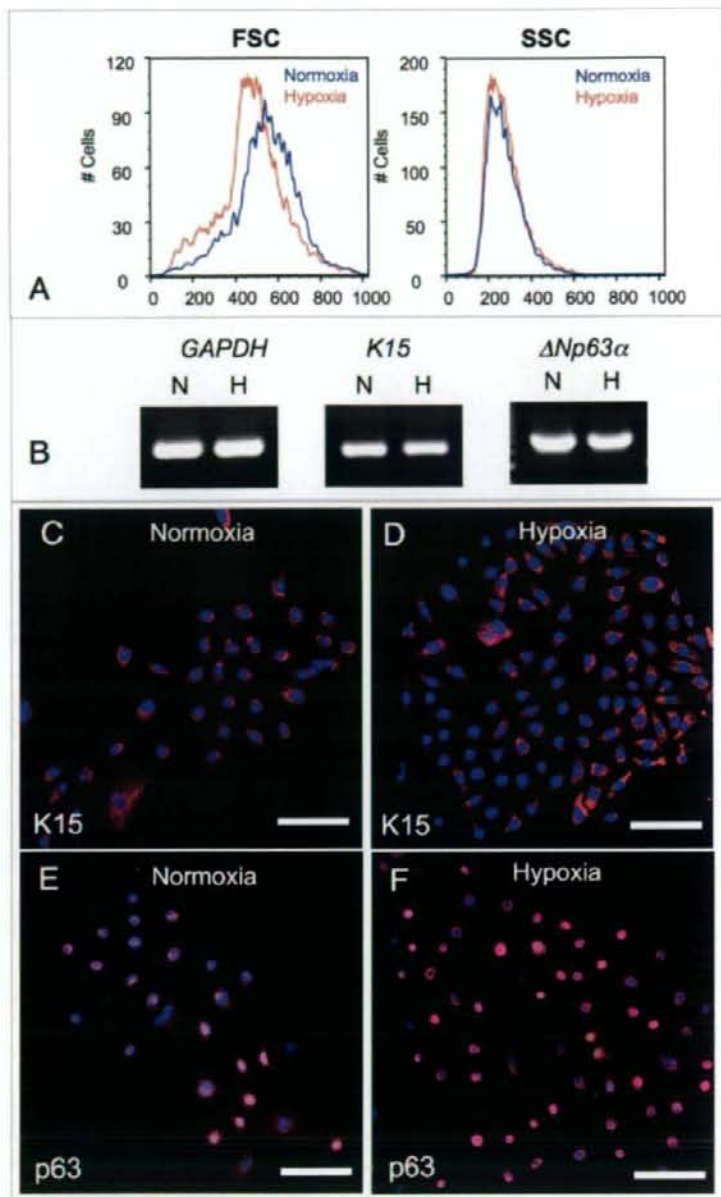 FSC
SSC
120
90
60
30
0
# Cells
Normoxia
Hypoxia
0 200 400 600 800 1000
200
150
100
50
0
# Cells
Normoxia
Hypoxia
0 200 400 600 800 1000
A
GAPDH K15 ΔNp63α
N H N H N H
B
C Normoxia
K15
D Hypoxia
K15
E Normoxia
p63
F Hypoxia
p63